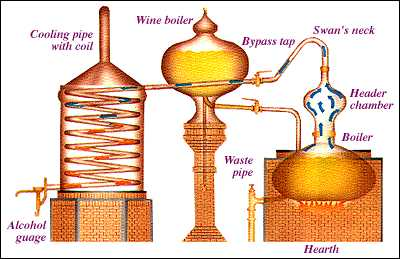 Wine boiler
Swan's neck
Cooling pipe
with coil
Bypass tap
Header
chamber
Boiler
Waste
pipe
Alcohol
guage
Hearth